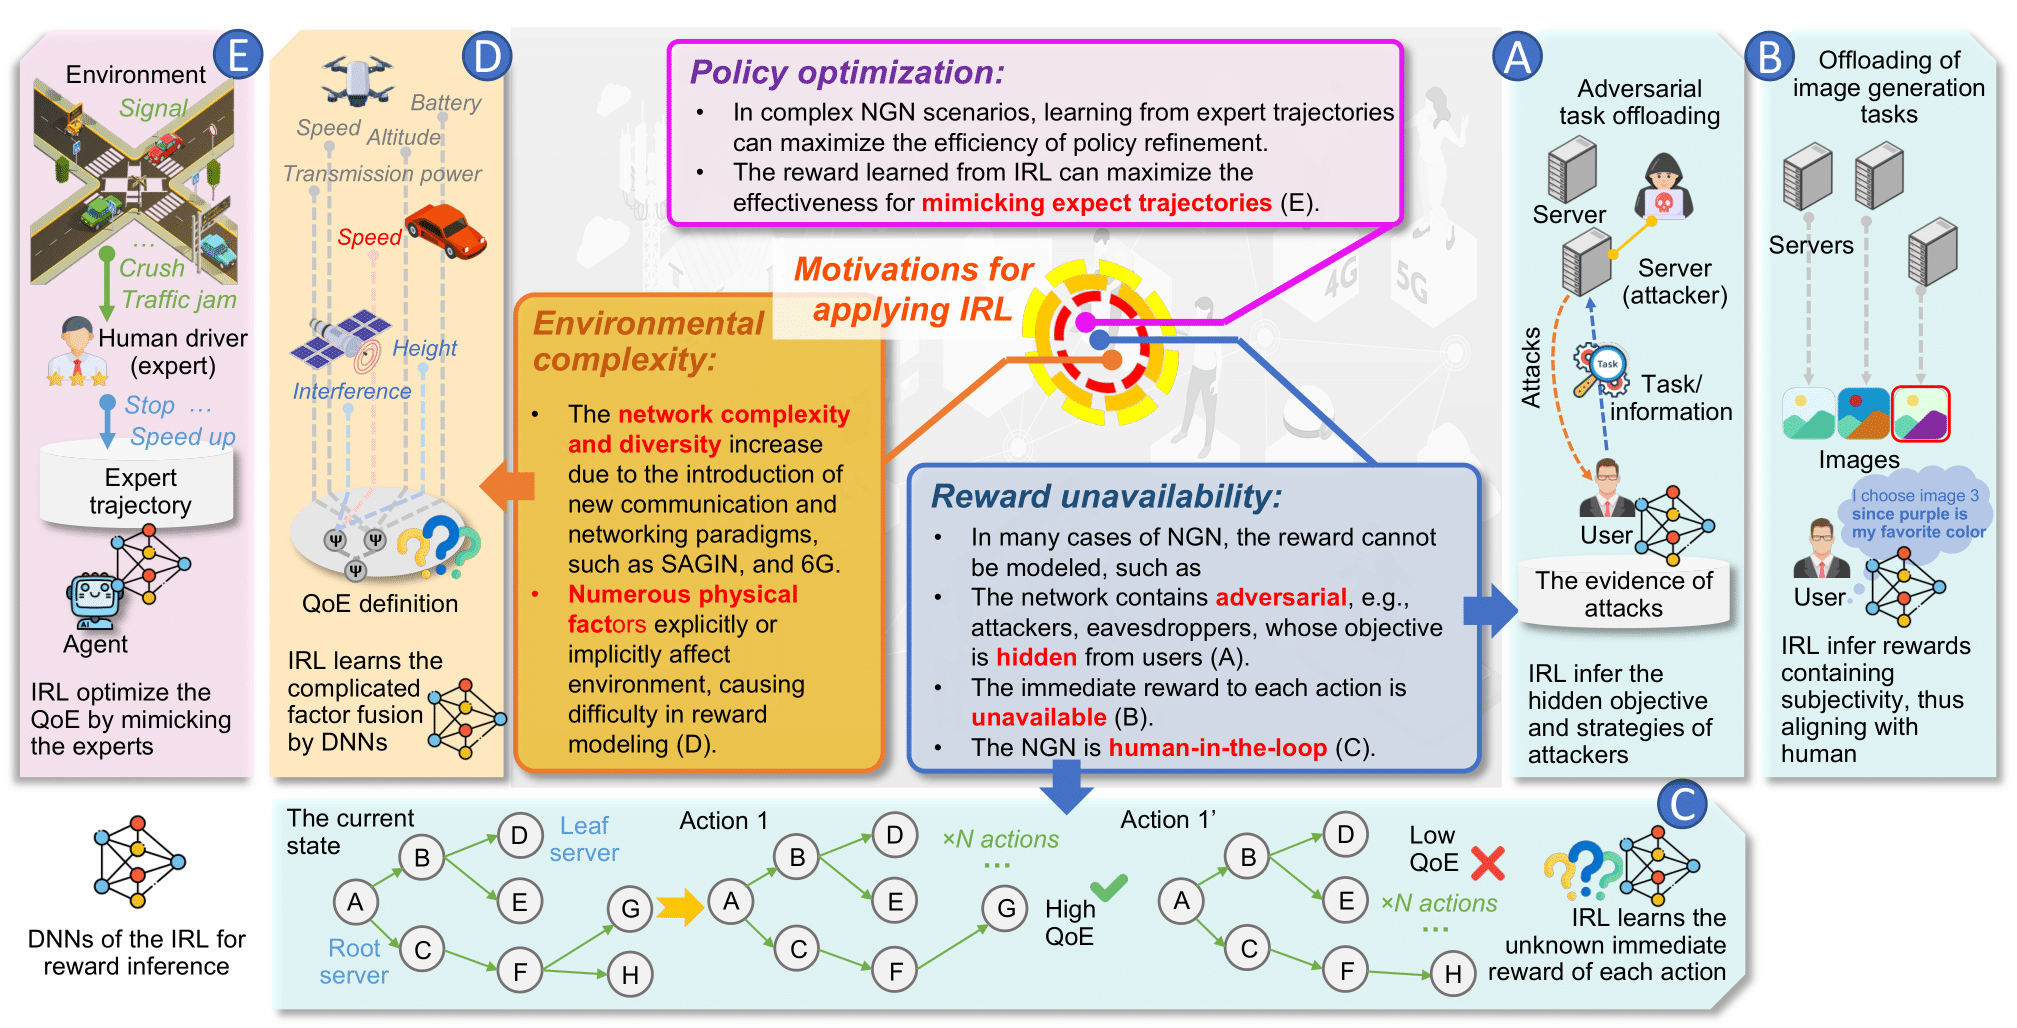 E
Environment
Signal
...
Crush
Traffic jam
Human driver
(expert)
Stop ...
Speed up
Expert
trajectory
AI
Agent
IRL optimize the
QoE by mimicking
the experts
D
Battery
Speed
Altitude
Transmission power
Speed
Height
Interference
Ψ Ψ
Ψ
QoE definition
IRL learns the
complicated
factor fusion
by DNNs
Policy optimization:
• In complex NGN scenarios, learning from expert trajectories
can maximize the efficiency of policy refinement.
• The reward learned from IRL can maximize the
effectiveness for mimicking expect trajectories (E).
Motivations for
applying IRL
4G
5G
Environmental
complexity:
• The network complexity
and diversity increase
due to the introduction of
new communication and
networking paradigms,
such as SAGIN, and 6G.
• Numerous physical
factors explicitly or
implicitly affect
environment, causing
difficulty in reward
modeling (D).
Reward unavailability:
• In many cases of NGN, the reward cannot
be modeled, such as
• The network contains adversarial, e.g.,
attackers, eavesdroppers, whose objective
is hidden from users (A).
• The immediate reward to each action is
unavailable (B).
• The NGN is human-in-the-loop (C).
A
Adversarial
task offloading
Server
Server
(attacker)
Attacks
Task
Task/
information
User
The evidence of
attacks
IRL infer the
hidden objective
and strategies of
attackers
B
Offloading of
image generation
tasks
Servers
Images
I choose image 3
since purple is
my favorite color
User
IRL infer rewards
containing
subjectivity, thus
aligning with
human
DNNs of the IRL for
reward inference
C
The current
state
A
B
C
D
E
F
G
H
Leaf
server
Root
server
Action 1
A
B
C
D
E
F
G
×N actions
...
High
QoE
Action 1’
A
B
C
D
E
F
H
Low
QoE
×N actions
...
IRL learns the
unknown immediate
reward of each action